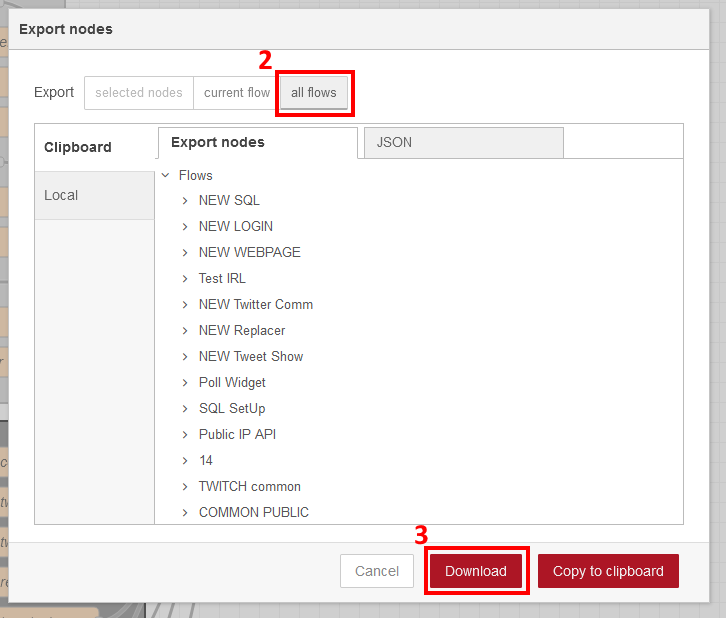 Export nodes
2
Export selected nodes current flow all flows
Clipboard
Local
Export nodes JSON
Flows
NEW SQL
NEW LOGIN
NEW WEBPAGE
Test IRL
NEW Twitter Comm
NEW Replacer
NEW Tweet Show
Poll Widget
SQL SetUp
Public IP API
14
TWITCH common
COMMON PUBLIC
3
Cancel Download Copy to clipboard